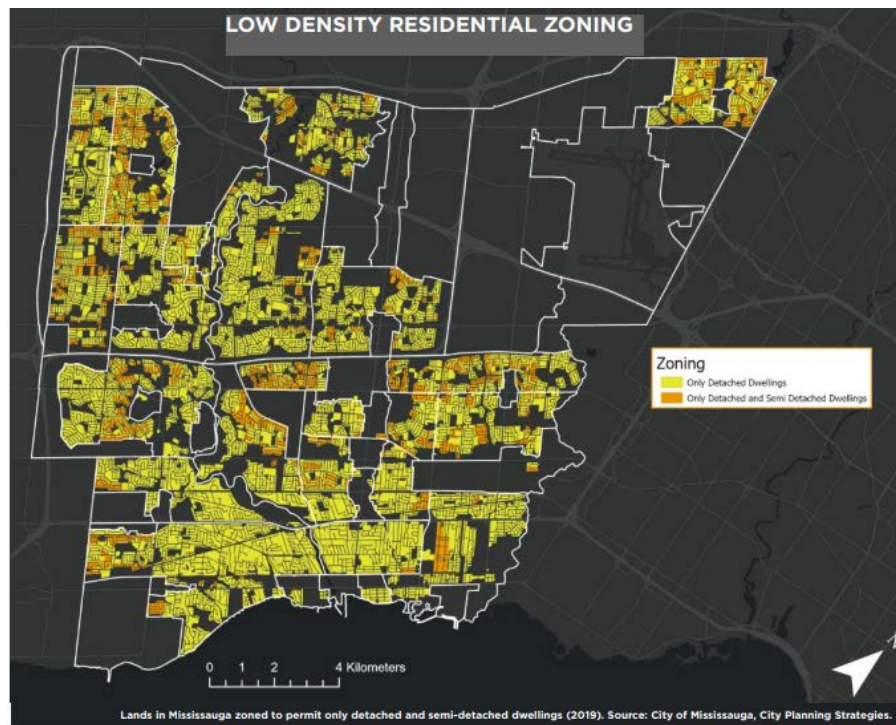 LOW DENSITY RESIDENTIAL ZONING
Zoning
Only Detached Dwellings
Only Detached and Semi Detached Dwellings
0 1 2 4 Kilometers
Lands in Mississauga zoned to permit only detached and semi-detached dwellings (2019). Source: City of Mississauga, City Planning Strategies